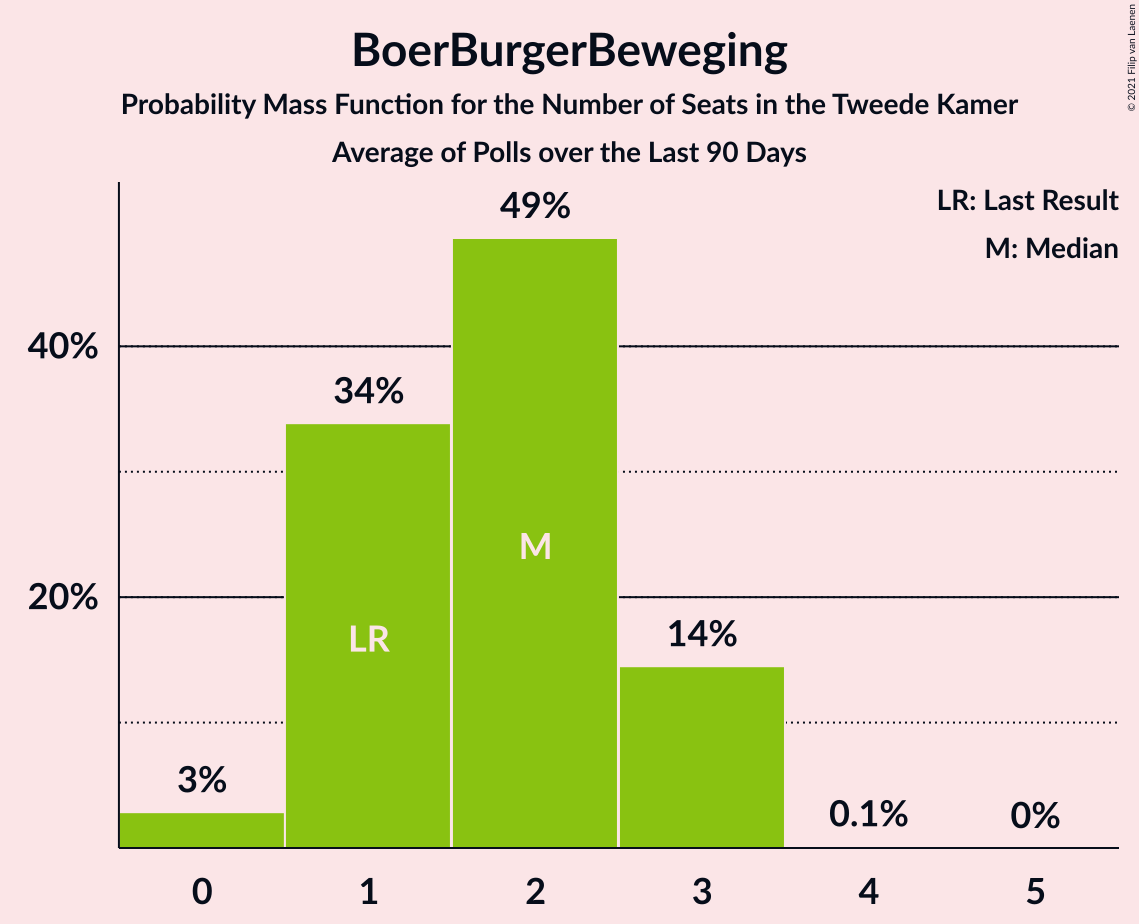 BoerBurgerBeweging
Probability Mass Function for the Number of Seats in the Tweede Kamer
Average of Polls over the Last 90 Days
© 2021 Filip van Laenen
LR: Last Result
M: Median
49%
40%
34%
M
20%
LR
14%
3%
0.1%
0%
0 1 2 3 4 5